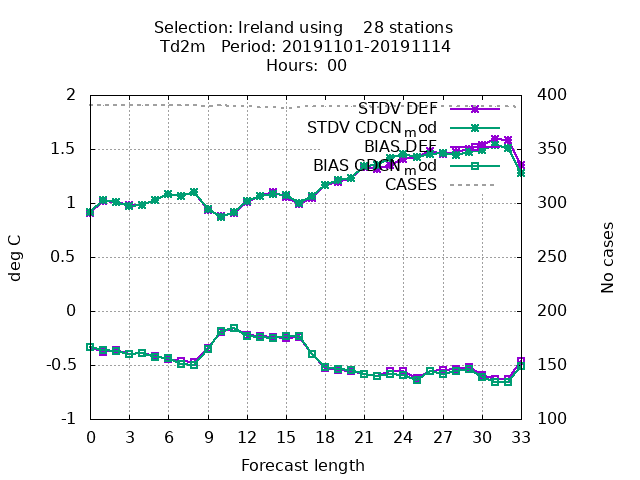 Selection: Ireland using    28 stations
Td2m   Period: 20191101-20191114
Hours:  00
2
1.5
1
0.5
0
-0.5
-1
400
350
300
250
200
150
100
deg C
No cases
STDV DEF
STDV CDCNmod
BIAS DEF
BIAS CDCNmod
CASES
0 3 6 9 12 15 18 21 24 27 30 33
Forecast length